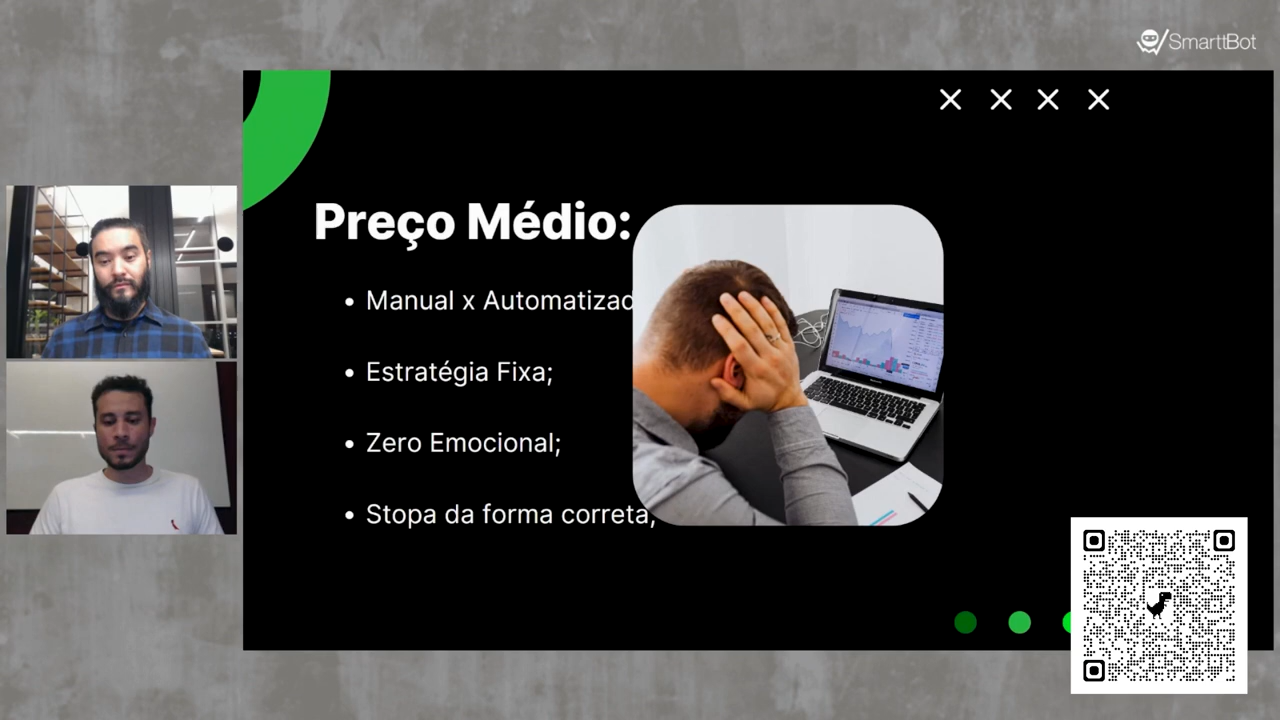 SmarttBot
Preço Médio:
• Manual x Automatizad
• Estratégia Fixa;
• Zero Emocional;
• Stopa da forma correta;